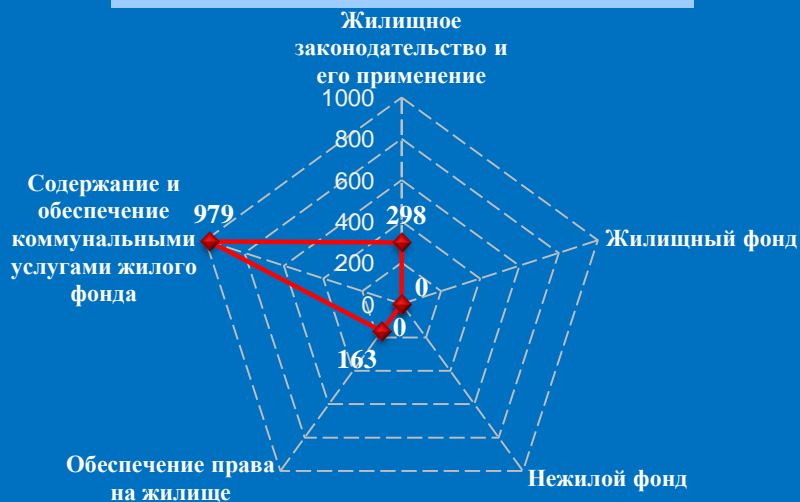 Жилищное
законодательство и
его применение
1000
800
600
400
200
0
298
979
0
0
163
Содержание и
обеспечение
коммунальными
услугами жилого
фонда
Жилищный фонд
Обеспечение права
на жилище
Нежилой фонд